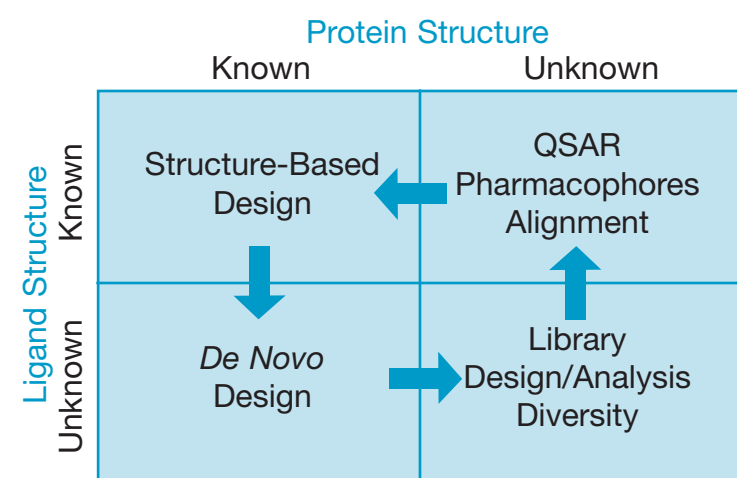 Protein Structure
Known
Unknown
Ligand Structure
Known
Unknown
Structure-Based
Design
QSAR
Pharmacophores
Alignment
De Novo
Design
Library
Design/Analysis
Diversity